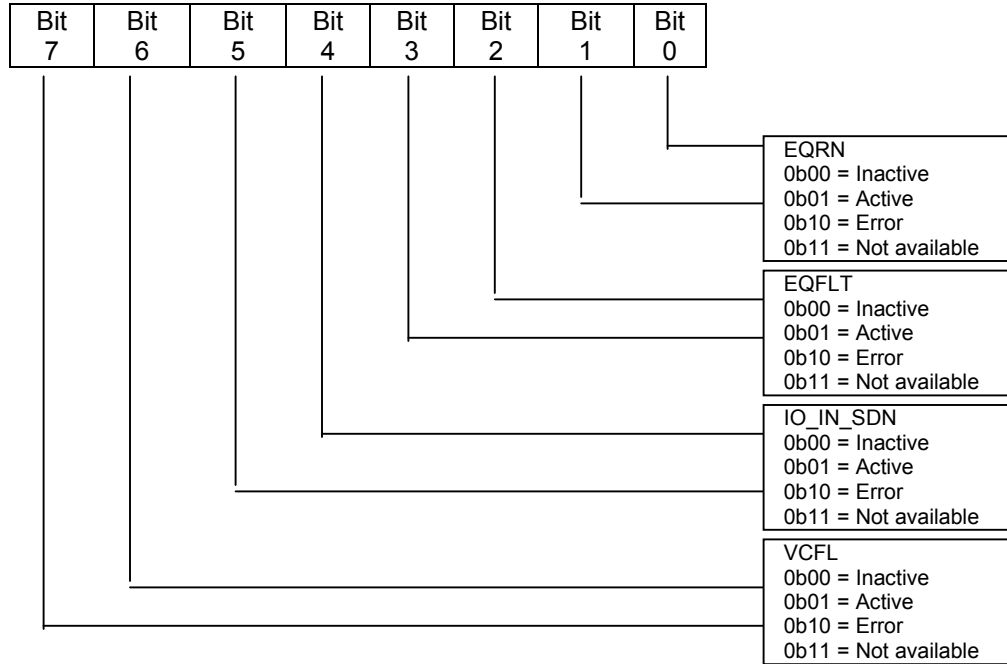 Bit Bit Bit Bit Bit Bit Bit Bit
7 6 5 4 3 2 1 0
EQRN
0b00 = Inactive
0b01 = Active
0b10 = Error
0b11 = Not available
EQFLT
0b00 = Inactive
0b01 = Active
0b10 = Error
0b11 = Not available
IO_IN_SDN
0b00 = Inactive
0b01 = Active
0b10 = Error
0b11 = Not available
VCFL
0b00 = Inactive
0b01 = Active
0b10 = Error
0b11 = Not available